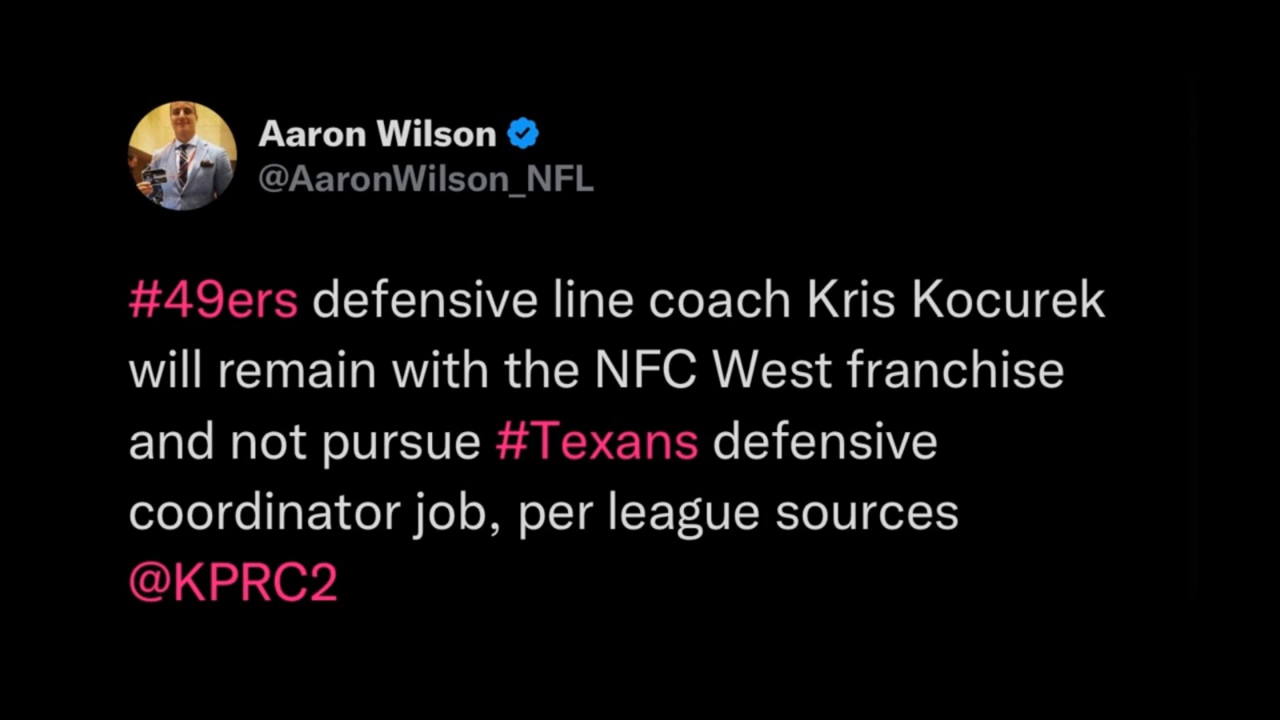 Aaron Wilson
@AaronWilson_NFL
#49ers defensive line coach Kris Kocurek
will remain with the NFC West franchise
and not pursue #Texans defensive
coordinator job, per league sources
@KPRC2